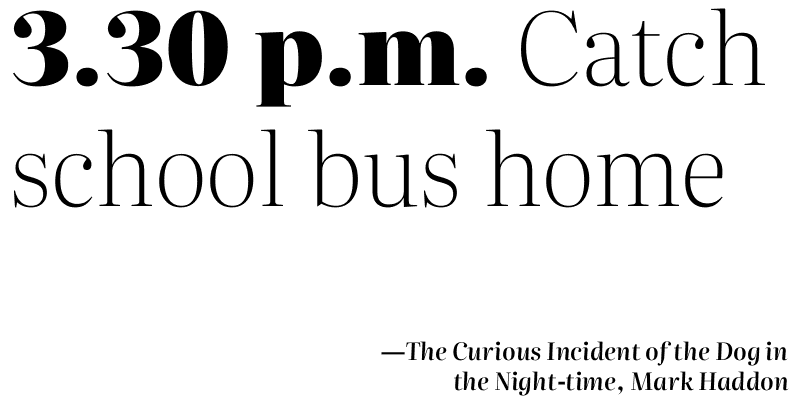 3.30 p.m. Catch
school bus home
—The Curious Incident of the Dog in
the Night-time, Mark Haddon